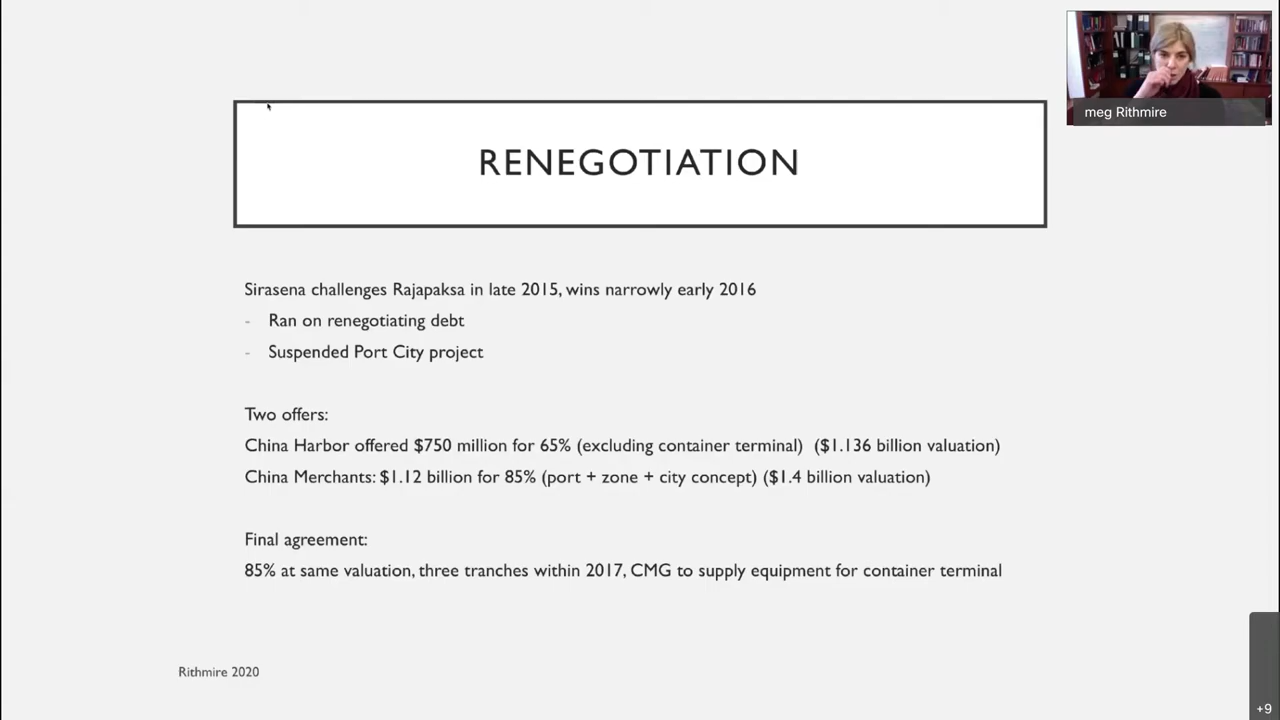 meg Rithmire
RENEGOTIATION
Sirasena challenges Rajapaksa in late 2015, wins narrowly early 2016
- Ran on renegotiating debt
- Suspended Port City project
Two offers:
China Harbor offered $750 million for 65% (excluding container terminal) ($1.136 billion valuation)
China Merchants: $1.12 billion for 85% (port + zone + city concept) ($1.4 billion valuation)
Final agreement:
85% at same valuation, three tranches within 2017, CMG to supply equipment for container terminal
Rithmire 2020
+9